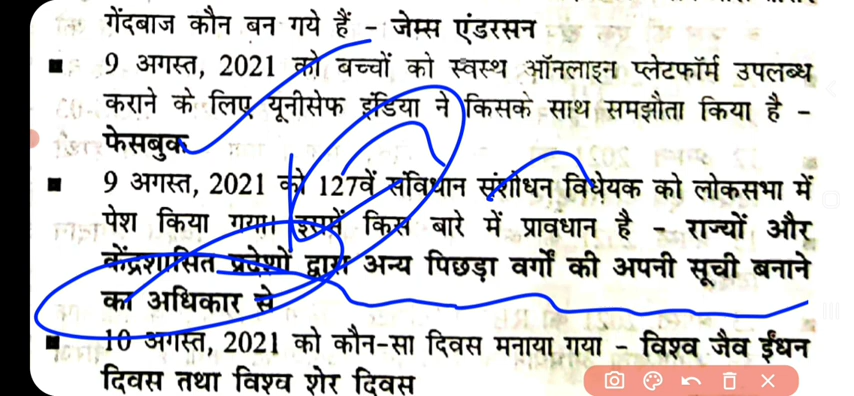 गेंदबाज कौन बन गये हैं - जेम्स एंडरसन
■ 9 अगस्त, 2021 को बच्चों को स्वस्थ ऑनलाइन प्लेटफॉर्म उपलब्ध
कराने के लिए यूनीसेफ इंडिया ने किसके साथ समझौता किया है -
फेसबुक
■ 9 अगस्त, 2021 को 127वें संविधान संशोधन विधेयक को लोकसभा में
पेश किया गया। इसमें किस बारे में प्रावधान है - राज्यों और
केंद्रशासित प्रदेशों द्वारा अन्य पिछड़ा वर्गों की अपनी सूची बनाने
का अधिकार से
■ 10 अगस्त, 2021 को कौन-सा दिवस मनाया गया - विश्व जैव ईंधन
दिवस तथा विश्व शेर दिवस